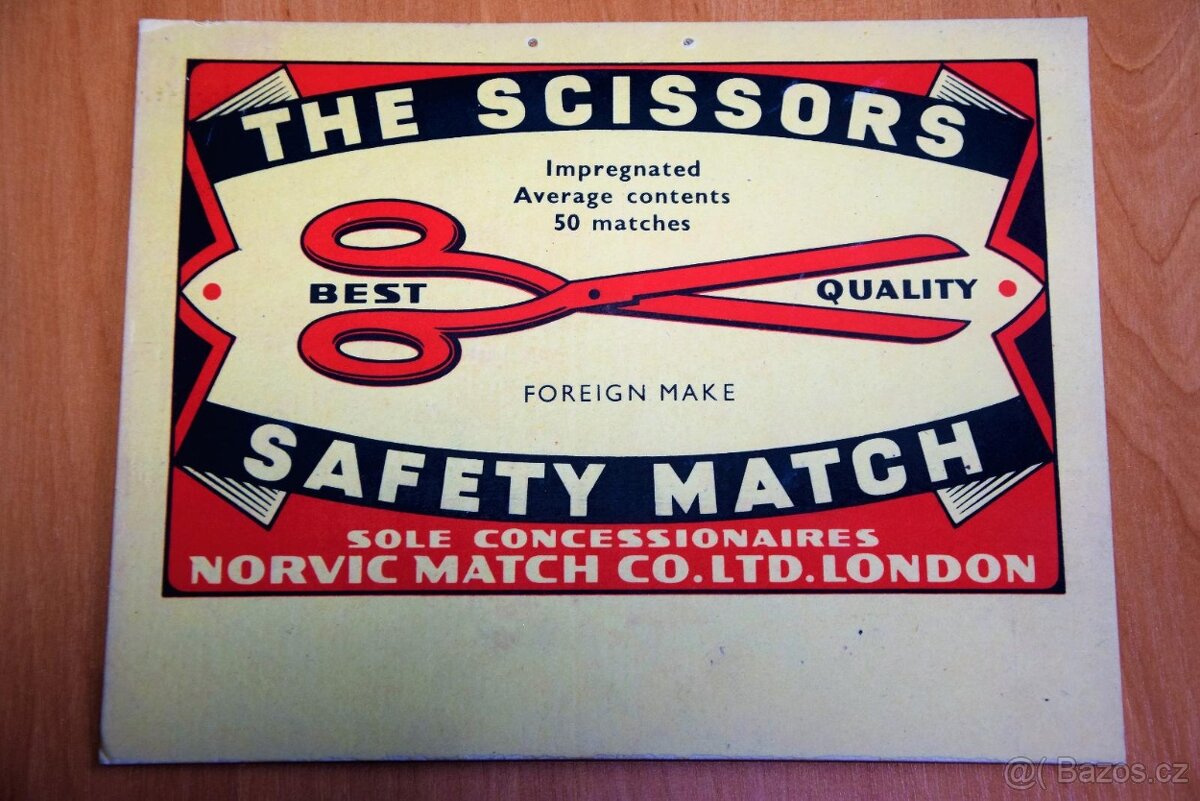 THE SCISSORS
Impregnated
Average contents
50 matches
BEST QUALITY
FOREIGN MAKE
SAFETY MATCH
SOLE CONCESSIONAIRES
NORVIC MATCH CO. LTD. LONDON
@( Bazos.cz